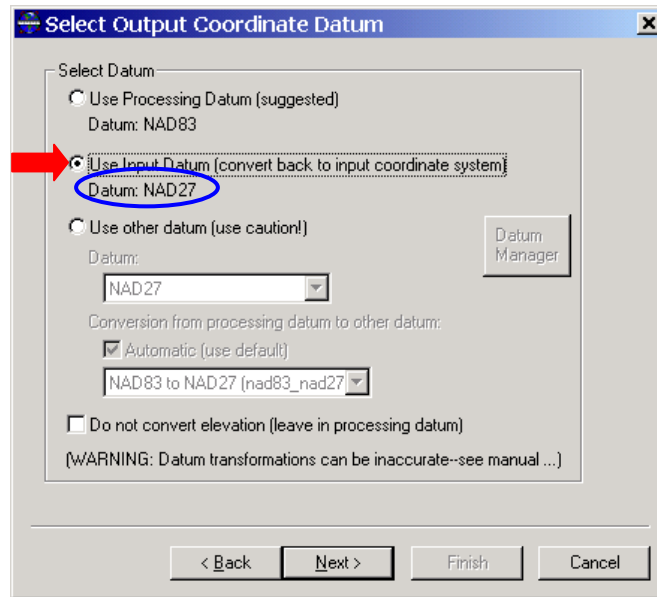 Select Output Coordinate Datum
Select Datum
Use Processing Datum (suggested)
Datum: NAD83
Use Input Datum (convert back to input coordinate system)
Datum: NAD27
Use other datum (use caution!)
Datum Manager
Datum:
NAD27
Conversion from processing datum to other datum:
Automatic (use default)
NAD83 to NAD27 (nad83_nad27
Do not convert elevation (leave in processing datum)
(WARNING: Datum transformations can be inaccurate--see manual ...)
< Back
Next >
Finish
Cancel